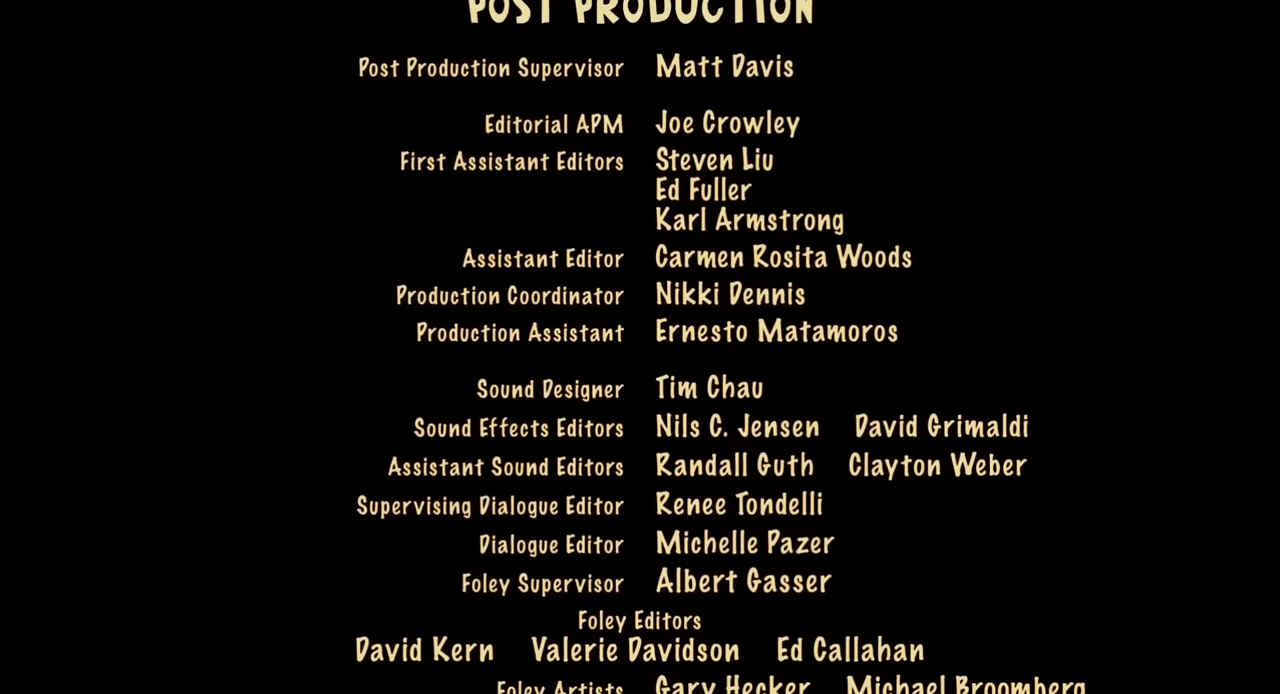 POST PRODUCTION
Post Production Supervisor Matt Davis
Editorial APM Joe Crowley
First Assistant Editors Steven Liu
Ed Fuller
Karl Armstrong
Assistant Editor Carmen Rosita Woods
Production Coordinator Nikki Dennis
Production Assistant Ernesto Matamoros
Sound Designer Tim Chau
Sound Effects Editors Nils C. Jensen David Grimaldi
Assistant Sound Editors Randall Guth Clayton Weber
Supervising Dialogue Editor Renee Tondelli
Dialogue Editor Michelle Pazer
Foley Supervisor Albert Gasser
Foley Editors
David Kern Valerie Davidson Ed Callahan
Foley Artists Gary Hecker Michael Broomberg